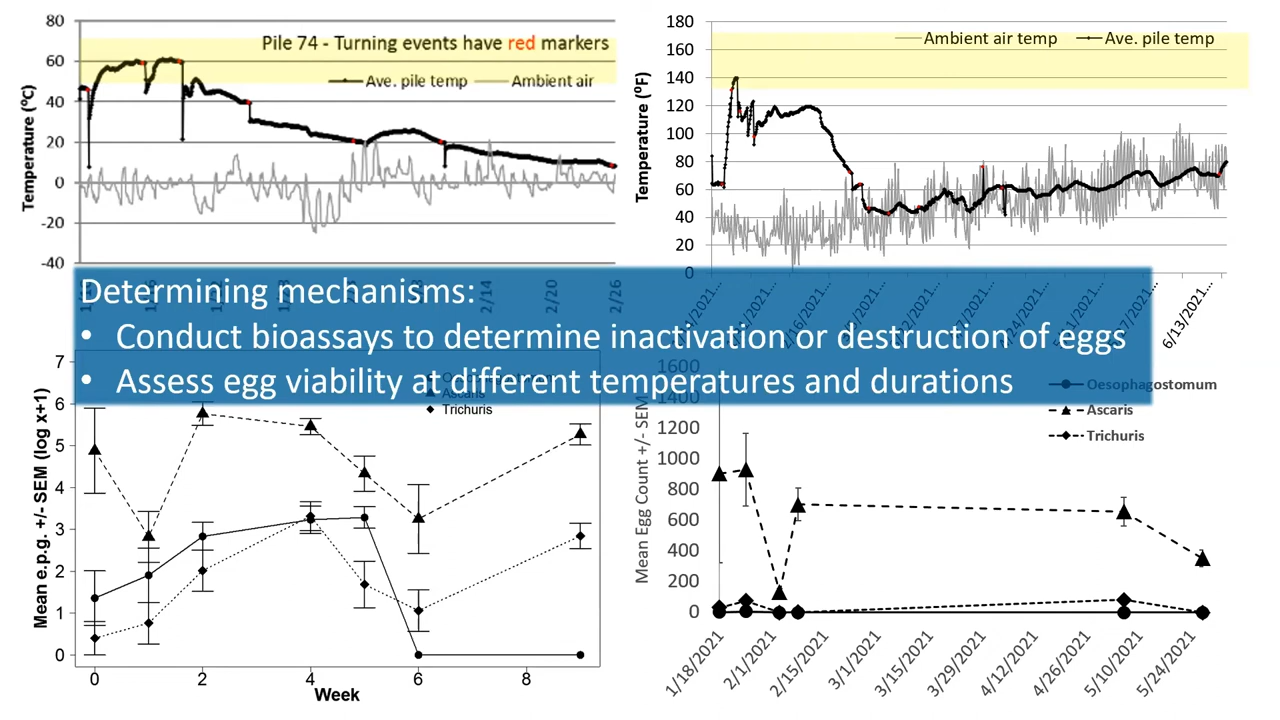 80
60
40
20
0
-20
-40
Temperature (⁰C)
Pile 74 - Turning events have red markers
Ave. pile temp
Ambient air
2/14
2/20
2/26
180
160
140
120
100
80
60
40
20
0
Temperature (⁰F)
Ambient air temp
Ave. pile temp
6/13/2021...
Determining mechanisms:
• Conduct bioassays to determine inactivation or destruction of eggs
• Assess egg viability at different temperatures and durations
7
6
5
4
3
2
1
0
Mean e.p.g. +/- SEM (log x+1)
Ascaris
Trichuris
0
2
4
6
8
Week
1600
1400
1200
1000
800
600
400
200
0
Mean Egg Count +/- SEM
Oesophagostomum
Ascaris
Trichuris
1/18/2021
2/1/2021
2/15/2021
3/1/2021
3/15/2021
3/29/2021
4/12/2021
4/26/2021
5/10/2021
5/24/2021